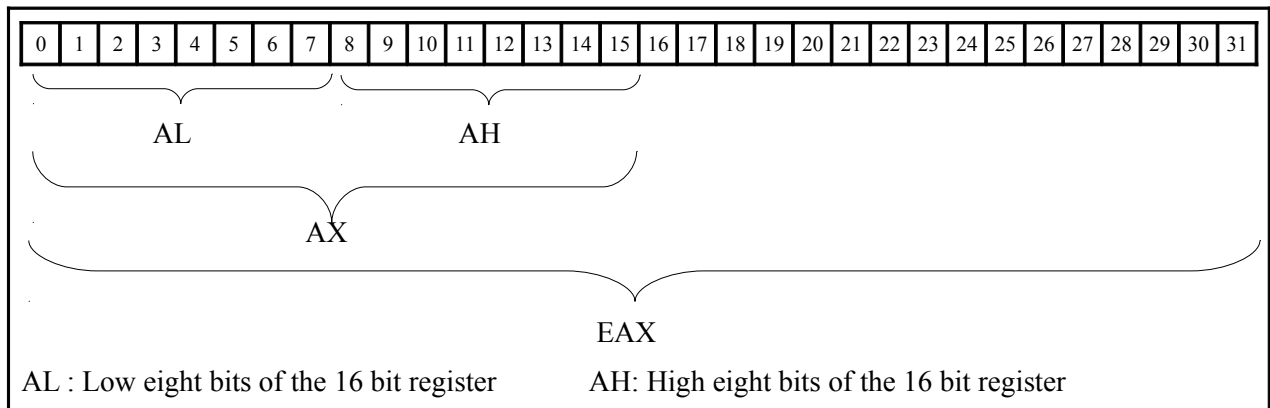 0 1 2 3 4 5 6 7 8 9 10 11 12 13 14 15 16 17 18 19 20 21 22 23 24 25 26 27 28 29 30 31
AL AH
AX
EAX
AL : Low eight bits of the 16 bit register AH: High eight bits of the 16 bit register